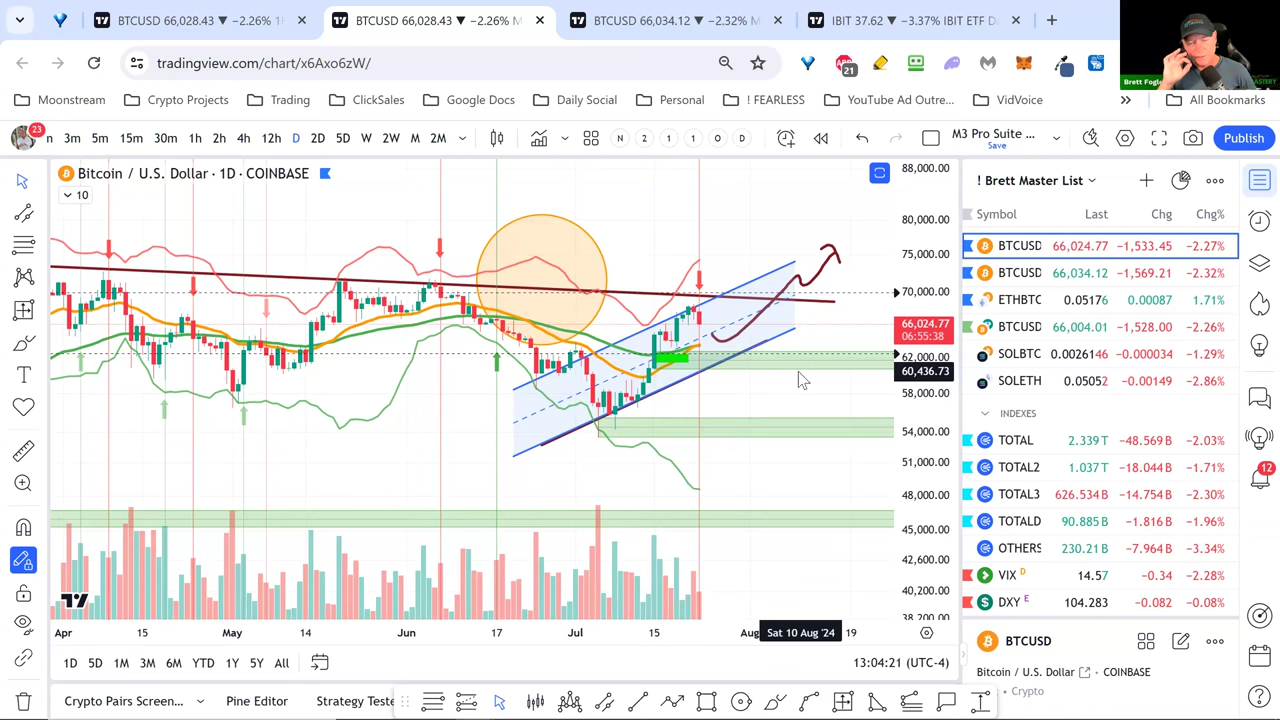 BTCUSD 66,028.43 ▼ −2.26% 1
BTCUSD 66,028.43 ▼ −2.26% M
BTCUSD 66,034.12 ▼ −2.32% M
IBIT 37.62 ▼ −3.37% IBIT ETF D
tradingview.com/chart/x6Axo6zW/
21
Brett Fogle
Moonstream
Crypto Projects
Trading
ClickSales
Google Docs
Daily Social
Personal
! FEARLESS
YouTube Ad Outre...
VidVoice
All Bookmarks
23
3m 5m 15m 30m 1h 2h 4h 12h D 2D 5D W 2W M 2M
N 2 1 1 O D
M3 Pro Suite ...
Save
Publish
Bitcoin / U.S. Dollar · 1D · COINBASE
10
88,000.00
80,000.00
75,000.00
70,000.00
66,024.77
06:55:38
62,000.00
60,436.73
58,000.00
54,000.00
51,000.00
48,000.00
45,000.00
42,600.00
40,200.00
38,200.00
Apr 15 May 14 Jun 17 Jul 15 Aug Sat 10 Aug '24 19
1D 5D 1M 3M 6M YTD 1Y 5Y All
13:04:21 (UTC-4)
Crypto Pairs Screen...
Pine Editor
Strategy Teste
! Brett Master List
Symbol Last Chg Chg%
BTCUSD 66,024.77 −1,533.45 −2.27%
BTCUSD 66,034.12 −1,569.21 −2.32%
ETHBTC 0.05176 0.00087 1.71%
BTCUSD 66,004.01 −1,528.00 −2.26%
SOLBTC 0.0026146 −0.000034 −1.29%
SOLETH 0.05052 −0.00149 −2.86%
INDEXES
TOTAL 2.339 T −48.569 B −2.03%
TOTAL2 1.037 T −18.044 B −1.71%
TOTAL3 626.534 B −14.754 B −2.30%
TOTALD 90.885 B −1.816 B −1.96%
OTHERS 230.21 B −7.964 B −3.34%
VIX D 14.57 −0.34 −2.28%
DXY E 104.283 −0.082 −0.08%
12
BTCUSD
Bitcoin / U.S. Dollar COINBASE
Crypto